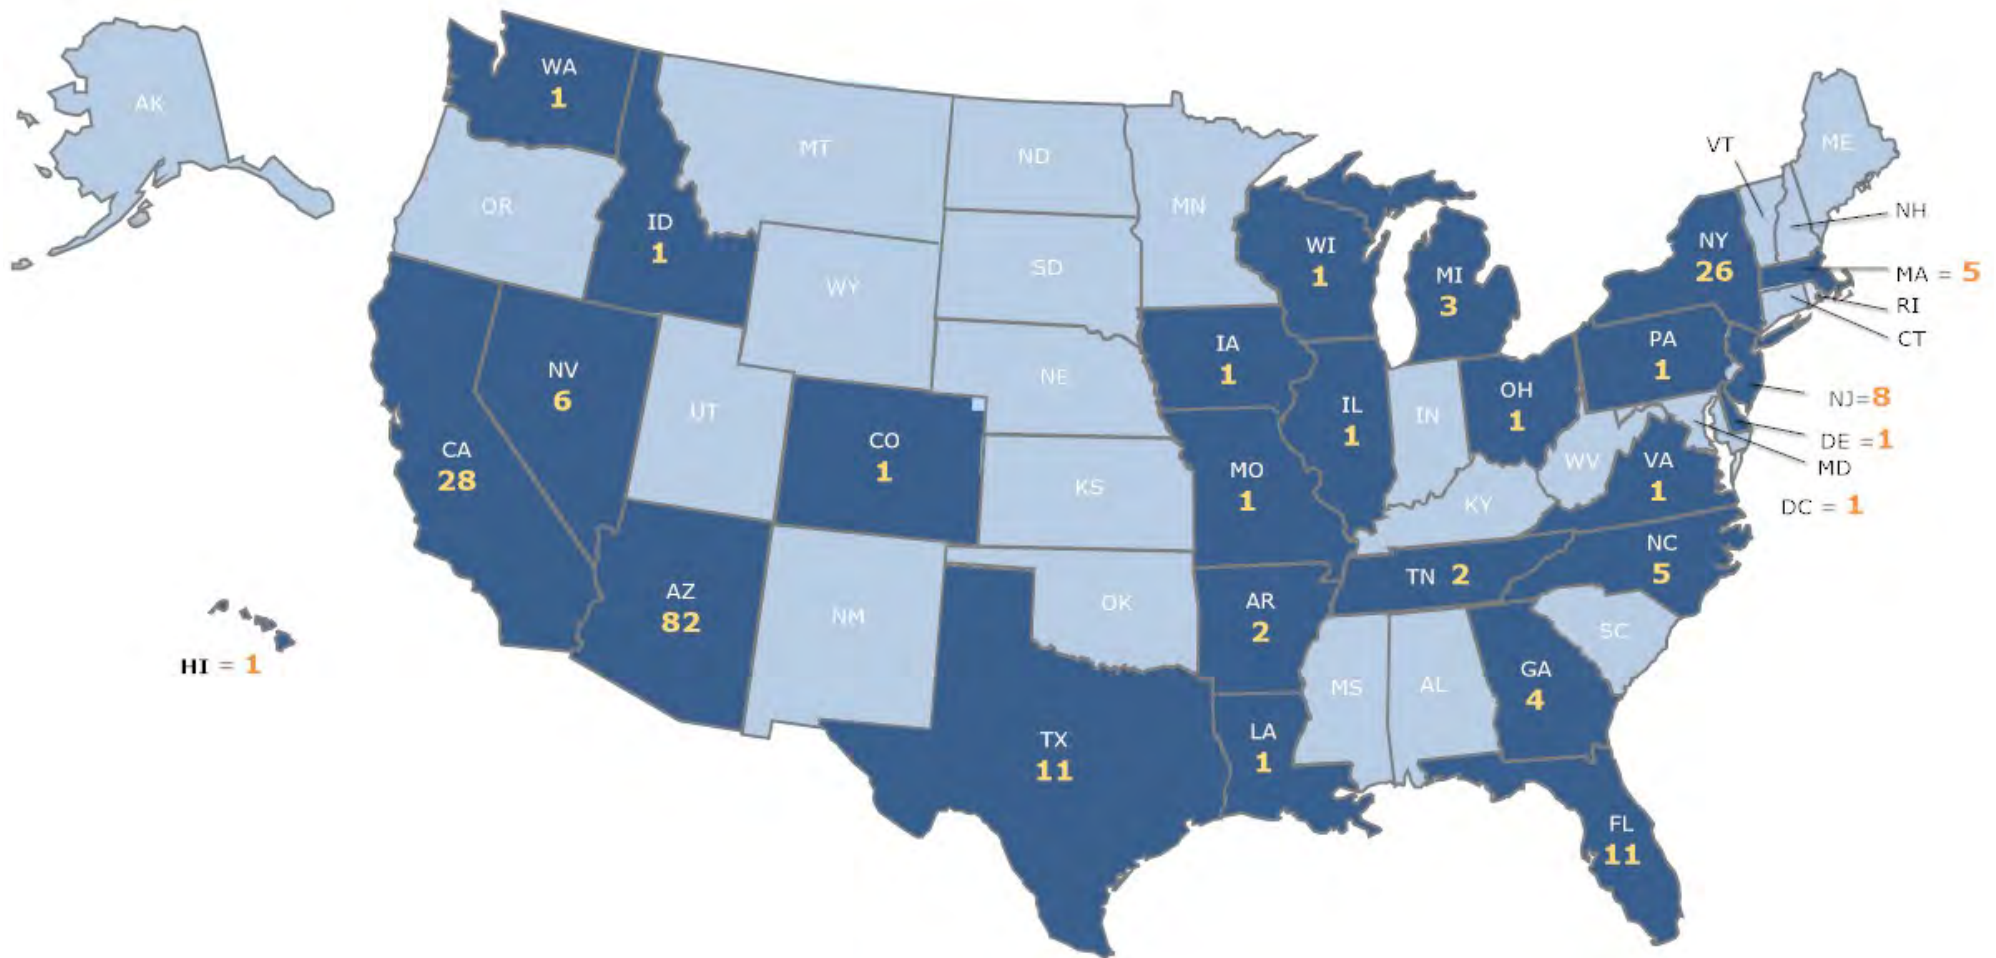 WA
1
AK
MT
ND
OR
ID
1
MN
ME
VT
NH
WI
1
MI
3
NY
26
MA = 5
RI
CT
SD
WY
NV
6
UT
NE
IA
1
PA
1
NJ=8
DE =1
MD
DC = 1
CA
28
CO
1
KS
MO
1
IL
1
IN
OH
1
WV
VA
1
KY
NC
5
TN 2
AZ
82
NM
OK
AR
2
SC
HI = 1
MS
AL
GA
4
TX
11
LA
1
FL
11